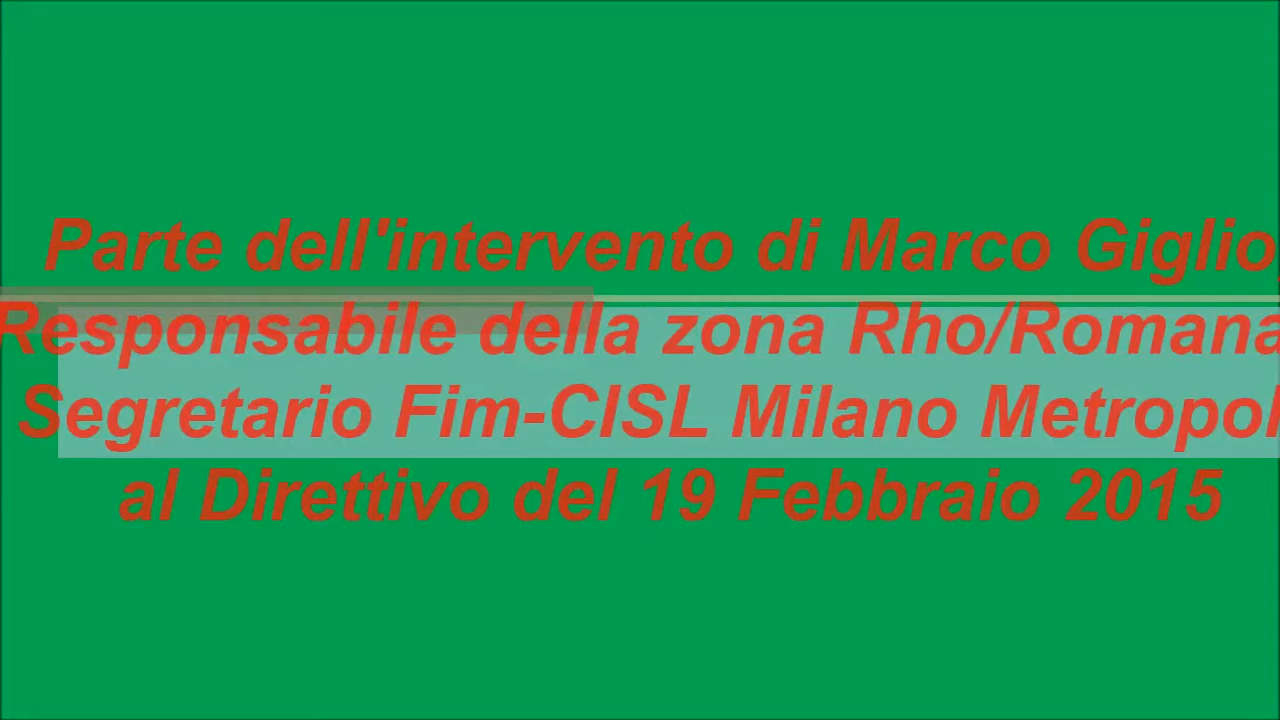 Parte dell'intervento di Marco Giglio
Responsabile della zona Rho/Romana
Segretario Fim-CISL Milano Metropol
al Direttivo del 19 Febbraio 2015